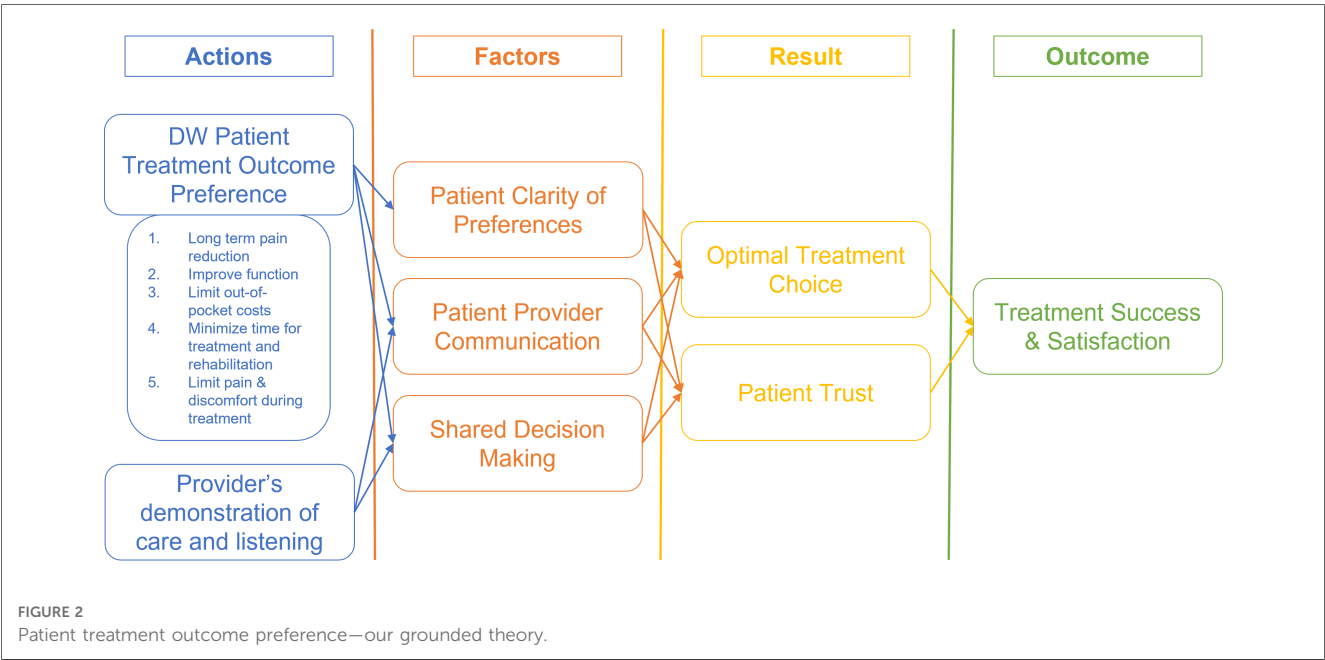 Actions
Factors
Result
Outcome
DW Patient
Treatment Outcome
Preference
1. Long term pain
reduction
2. Improve function
3. Limit out-of-
pocket costs
4. Minimize time for
treatment and
rehabilitation
5. Limit pain &
discomfort during
treatment
Provider’s
demonstration of
care and listening
Patient Clarity of
Preferences
Patient Provider
Communication
Shared Decision
Making
Optimal Treatment
Choice
Patient Trust
Treatment Success
& Satisfaction
FIGURE 2
Patient treatment outcome preference—our grounded theory.